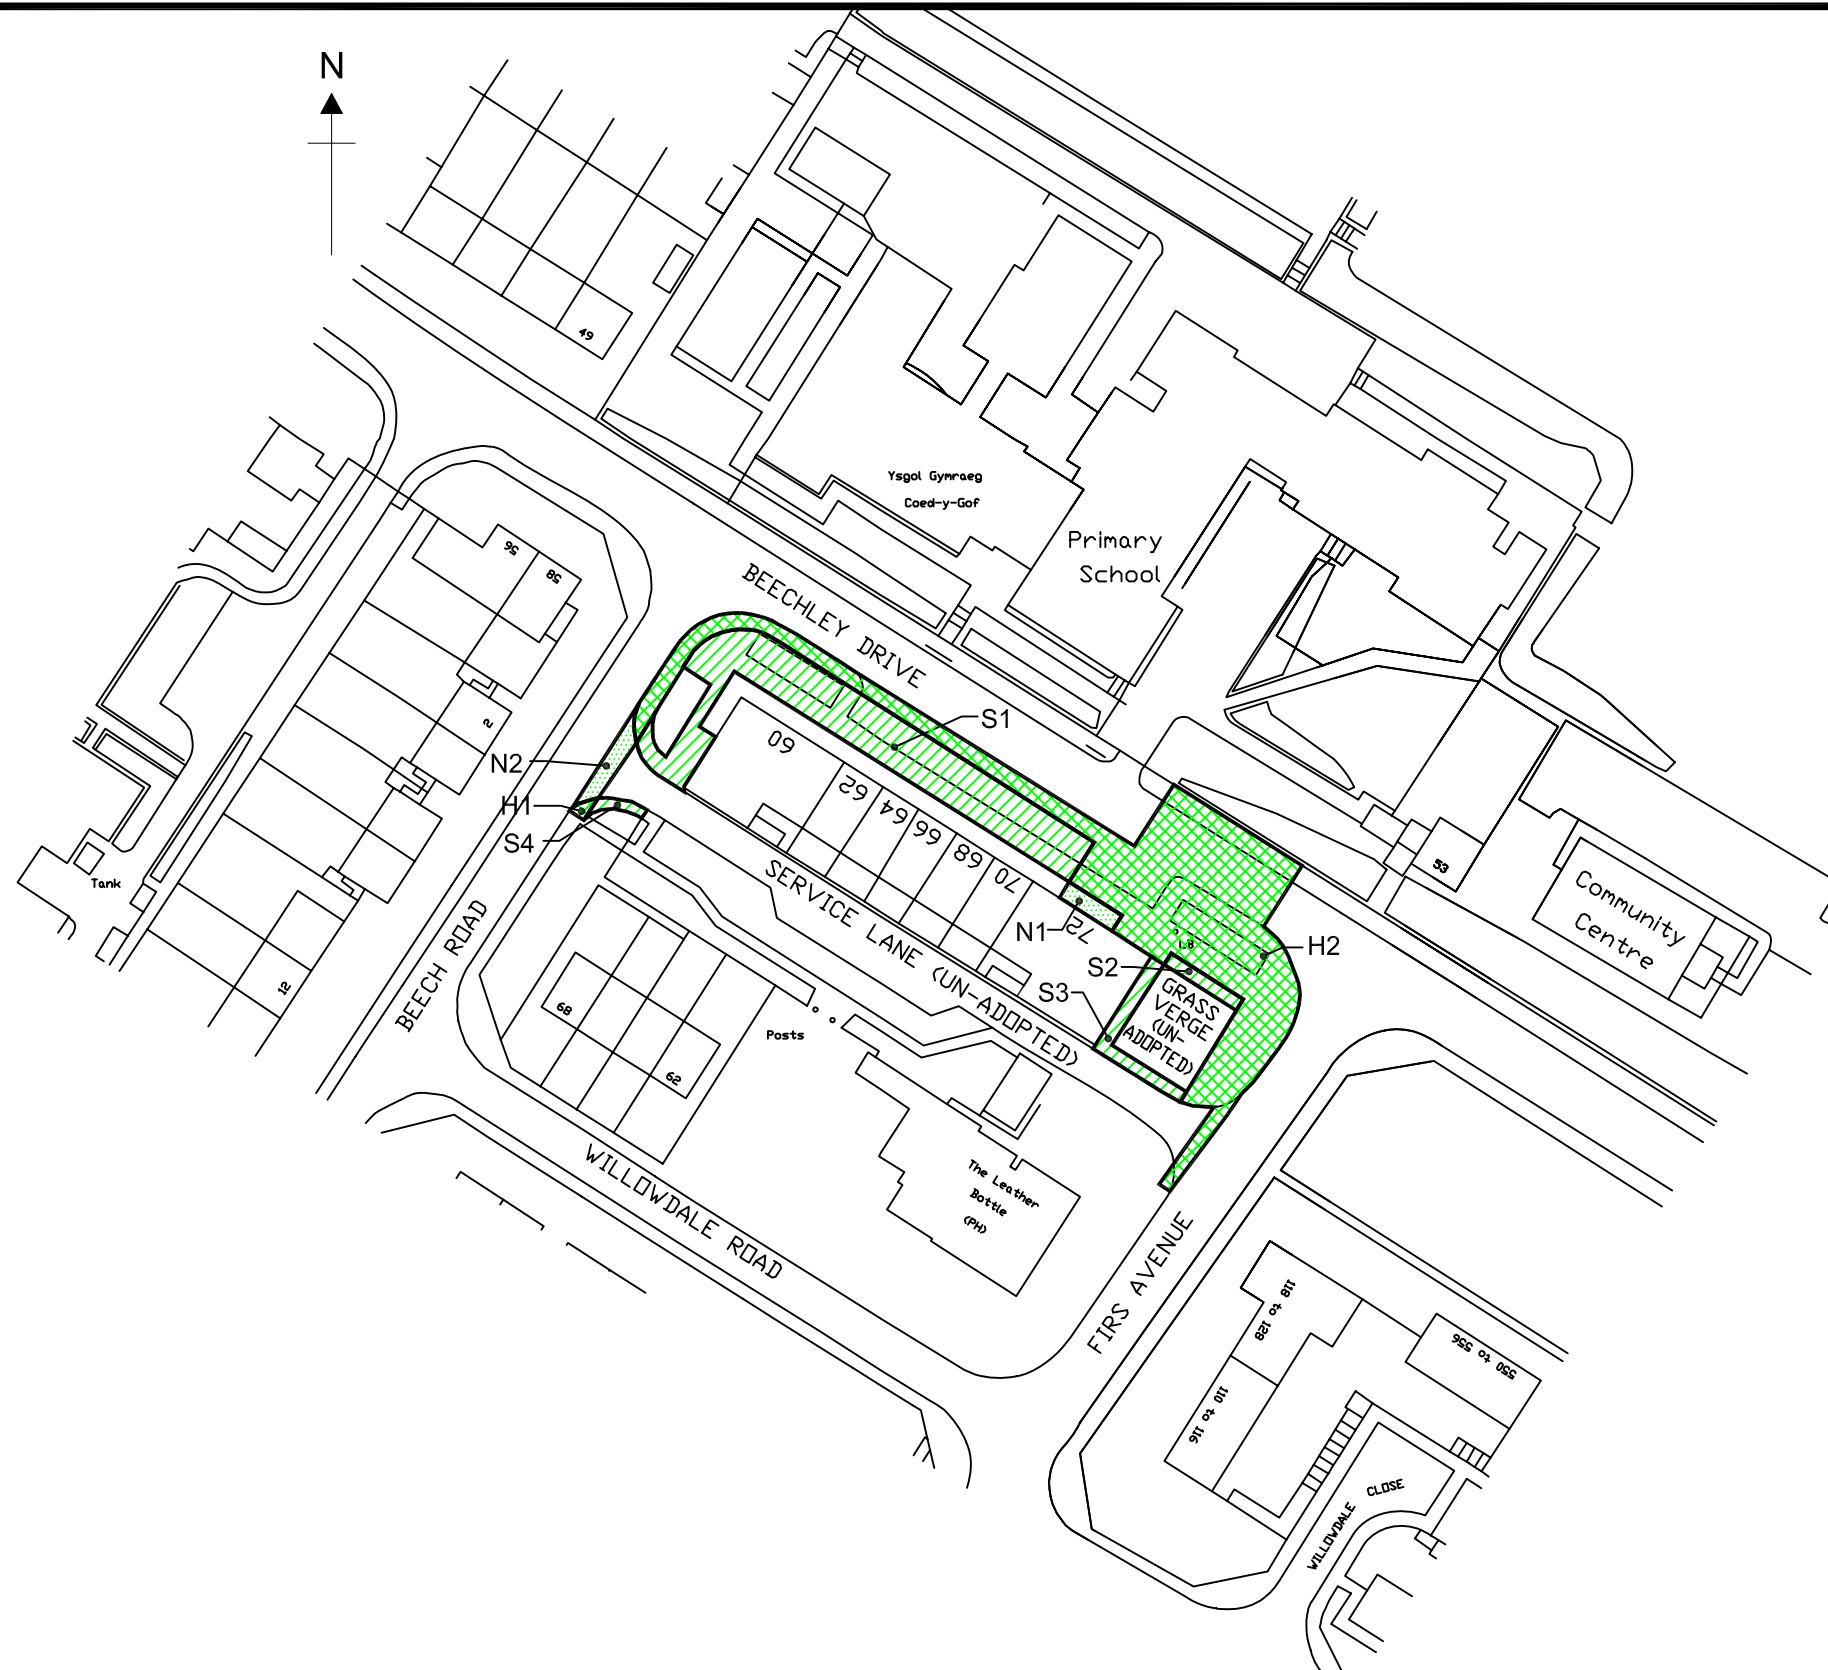 N
49
Ysgol Gymraeg
Coed-y-Gof
Primary
School
56
58
BEECHLEY DRIVE
2
S1
60
N2
62
H1
64
S4
66
68
70
72
53
Tank
SERVICE LANE (UN-ADOPTED)
Community
Centre
N1
H2
S2
S3
GRASS
VERGE
(UN-
ADOPTED)
BEECH ROAD
12
68
Posts
62
The Leather
Bottle
(PH)
WILLOWDALE ROAD
FIRS AVENUE
118 to 128
550 to 556
110 to 116
WILLOWDALE CLOSE